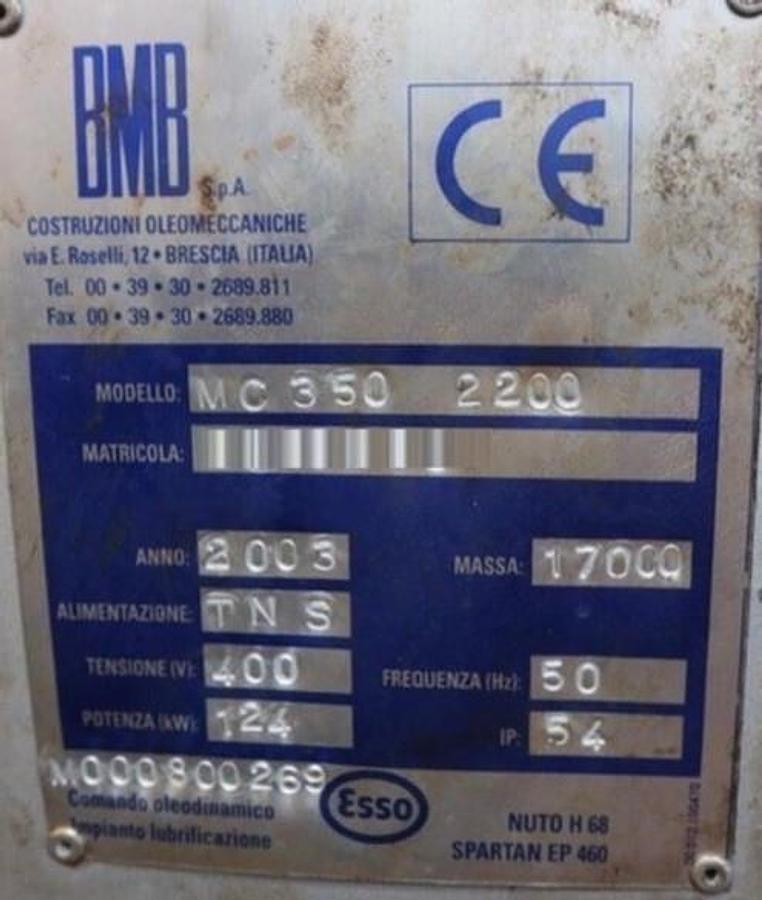 BMB S.p.A.
CE
COSTRUZIONI OLEOMECCANICHE
via E. Roselli, 12 • BRESCIA (ITALIA)
Tel. 00 • 39 • 30 • 2689.811
Fax 00 • 39 • 30 • 2689.880
MODELLO: MC 350 2200
MATRICOLA:
ANNO: 2003 MASSA: 17000
ALIMENTAZIONE: TNS
TENSIONE (V): 400 FREQUENZA (Hz): 50
POTENZA (kW): 124 IP: 54
M000800269
Comando oleodinamico
Impianto lubrificazione
Esso
NUTO H 68
SPARTAN EP 460